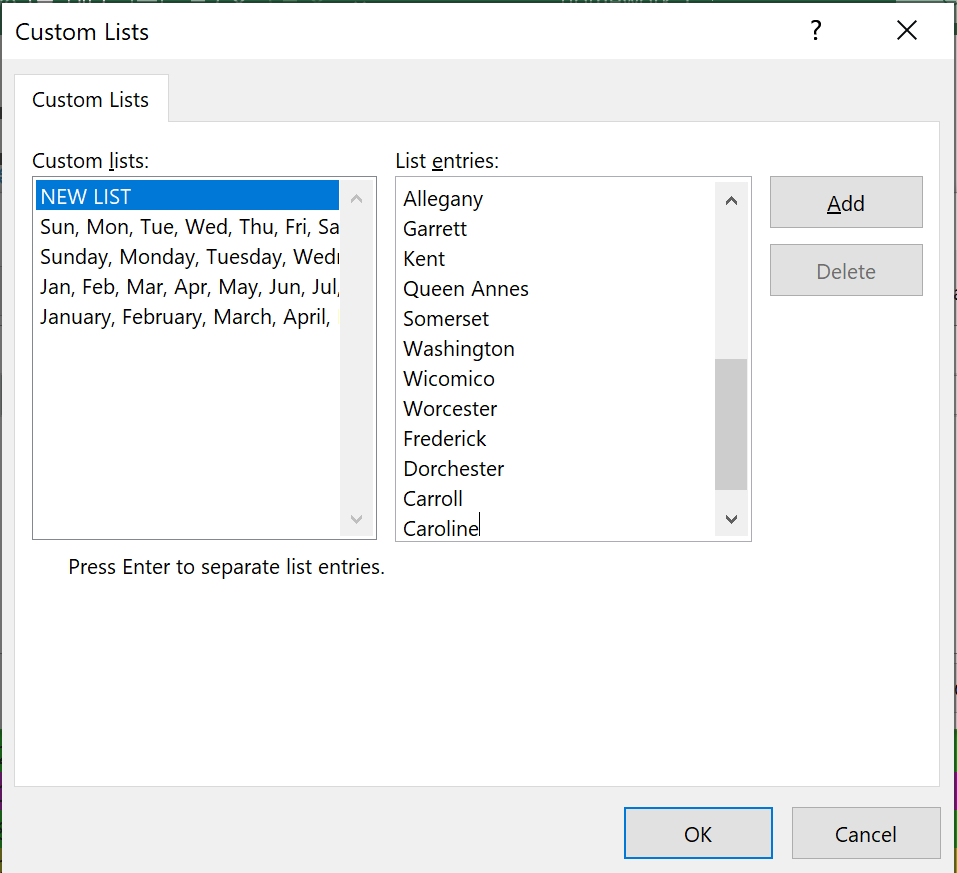 Custom Lists
?
Custom Lists
Custom lists:
NEW LIST
Sun, Mon, Tue, Wed, Thu, Fri, Sa
Sunday, Monday, Tuesday, Wed
Jan, Feb, Mar, Apr, May, Jun, Jul,
January, February, March, April,
List entries:
Allegany
Garrett
Kent
Queen Annes
Somerset
Washington
Wicomico
Worcester
Frederick
Dorchester
Carroll
Caroline
Add
Delete
Press Enter to separate list entries.
OK
Cancel